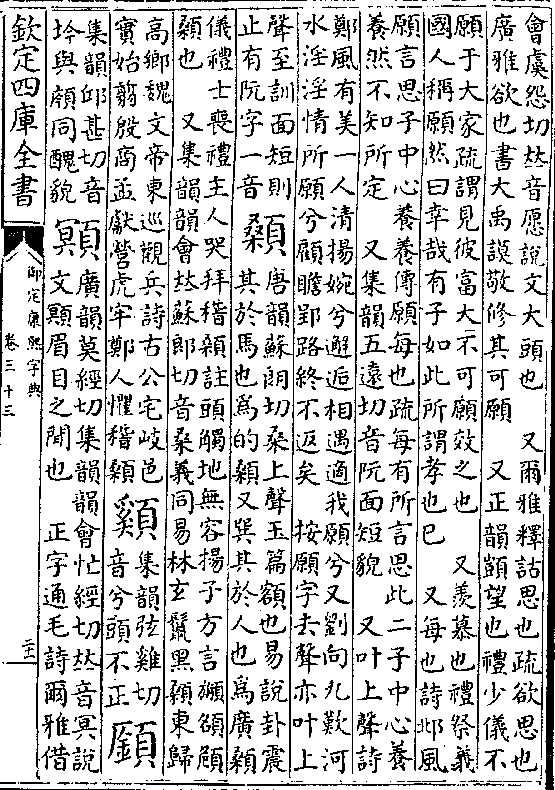 會虞怨切𠀤音愿說文大頭也　又爾雅釋詁思也疏欲思也
廣雅欲也書大禹謨敬修其可願　又正韻顗望也禮少儀不
願于大家疏謂見彼富大不可願效之也　又羨慕也禮祭義
國人稱願然曰幸哉有子如此所謂孝也已　又每也詩邶風
願言思子中心養養傳願每也疏每有所言思此二子中心養
養然不知所定　又集韻五遠切音阮面短貌　又叶上聲詩
鄭風有美一人清揚婉兮邂逅相遇適我願兮又劉向九歎河
水淫淫情所願兮顧瞻郢路終不返矣　按願字去聲亦叶上
聲至訓面短則
止有阮字一音
顙
唐韻蘇朗切桑上聲玉篇額也易說卦震
其於馬也為的顙又巽其於人也為廣顙
儀禮士喪禮主人哭拜稽顙註頭觸地無容揚子方言𩕳頟顔
顙也　又集韻韻會𠀤蘇郎切音桑義同易林玄鬣黑顙東歸
高鄉魏文帝東巡觀兵詩古公宅岐邑
實始翦殷商孟獻營虎牢鄭人懼稽顙
謑
集韻弦雞切
音兮頭不正
顅
集韻邱甚切音
坅與顩同醜貌
顭
廣韻莫經切集韻韻會忙經切𠀤音冥說
文顭眉目之閒也　正字通毛詩爾雅借
欽定四庫全書
御定康熙字典
卷三十三